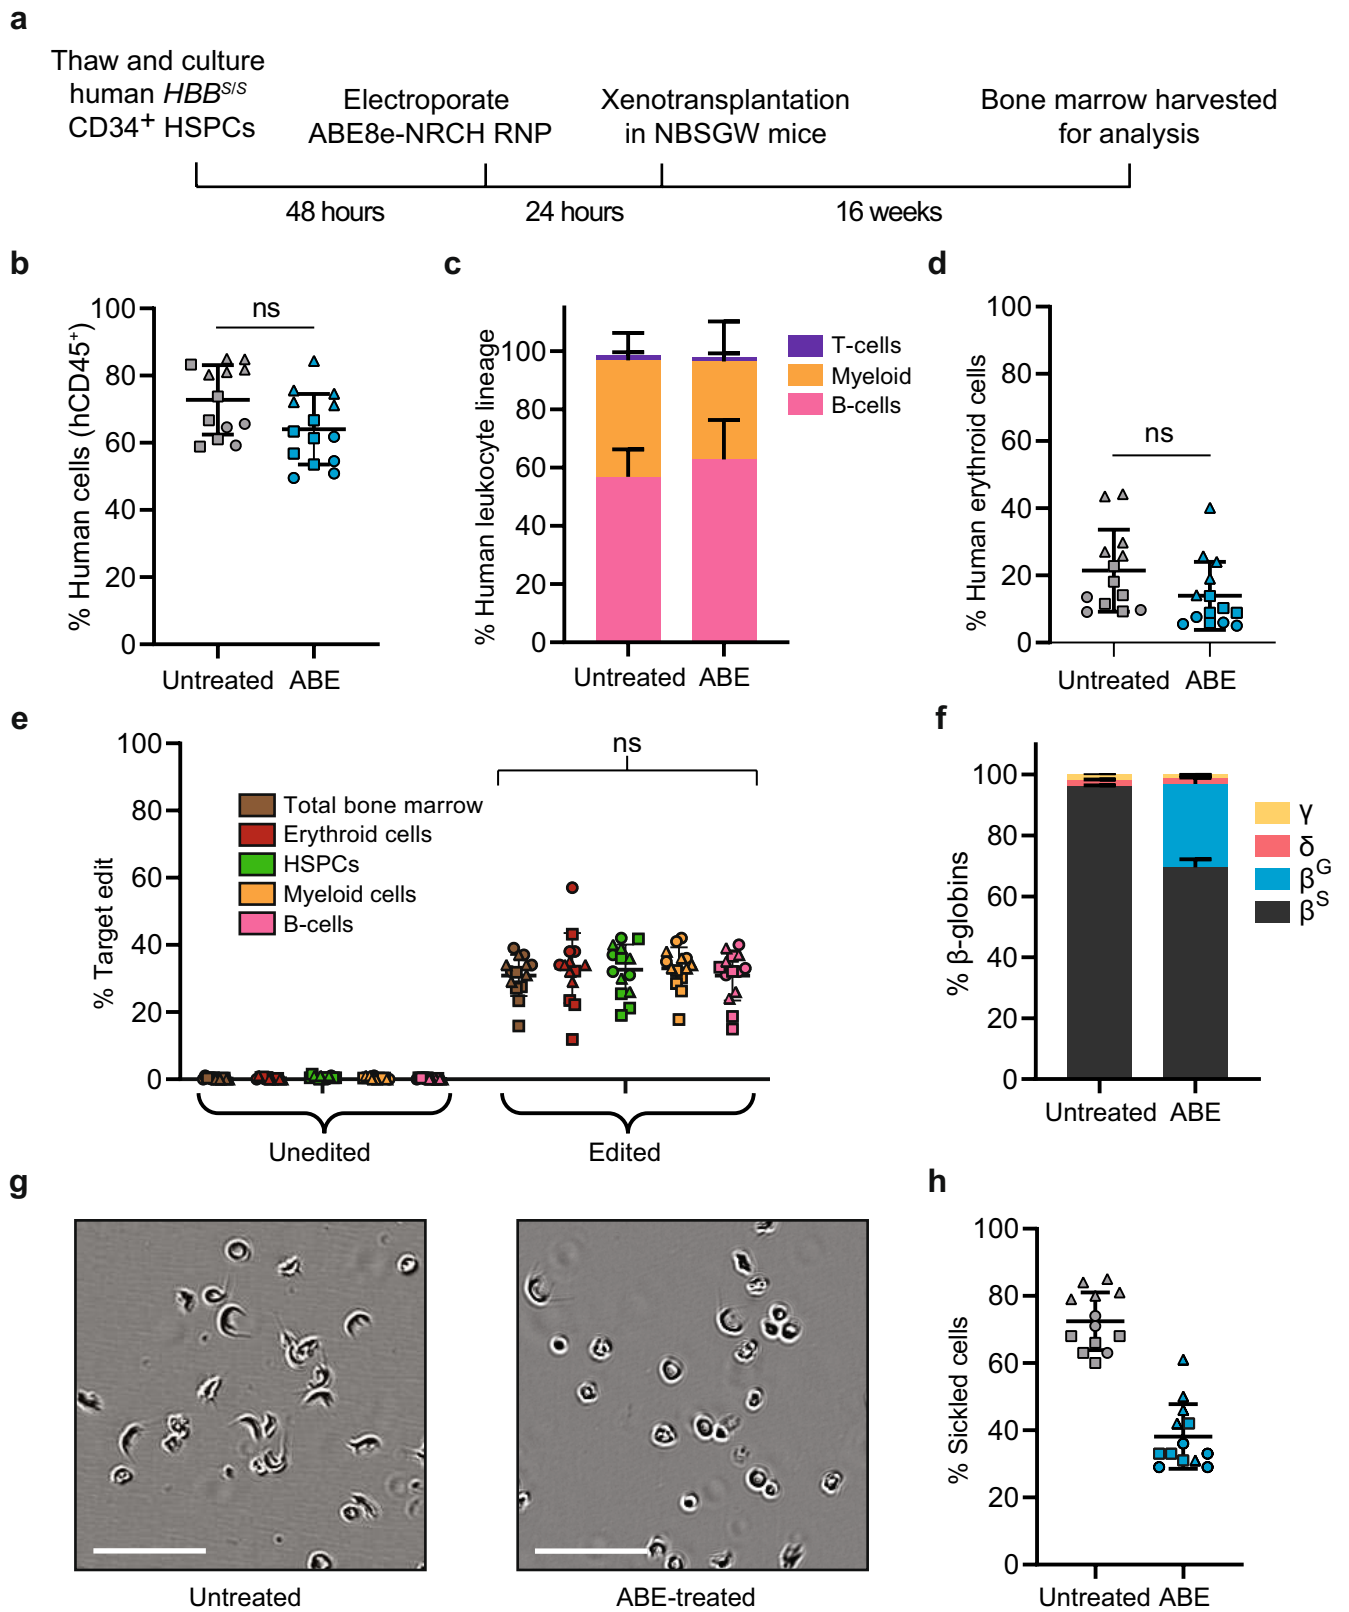 a
Thaw and culture
human HBB^S/S
CD34+ HSPCs
Electroporate
ABE8e-NRCH RNP
Xenotransplantation
in NBSGW mice
Bone marrow harvested
for analysis
48 hours
24 hours
16 weeks
b
% Human cells (hCD45+)
100
80
60
40
20
0
ns
Untreated
ABE
c
% Human leukocyte lineage
100
80
60
40
20
0
T-cells
Myeloid
B-cells
Untreated
ABE
d
% Human erythroid cells
100
80
60
40
20
0
ns
Untreated
ABE
e
% Target edit
100
80
60
40
20
0
Total bone marrow
Erythroid cells
HSPCs
Myeloid cells
B-cells
ns
Unedited
Edited
f
% β-globins
100
80
60
40
20
0
γ
δ
β^G
β^S
Untreated
ABE
g
Untreated
ABE-treated
h
% Sickled cells
100
80
60
40
20
0
Untreated
ABE